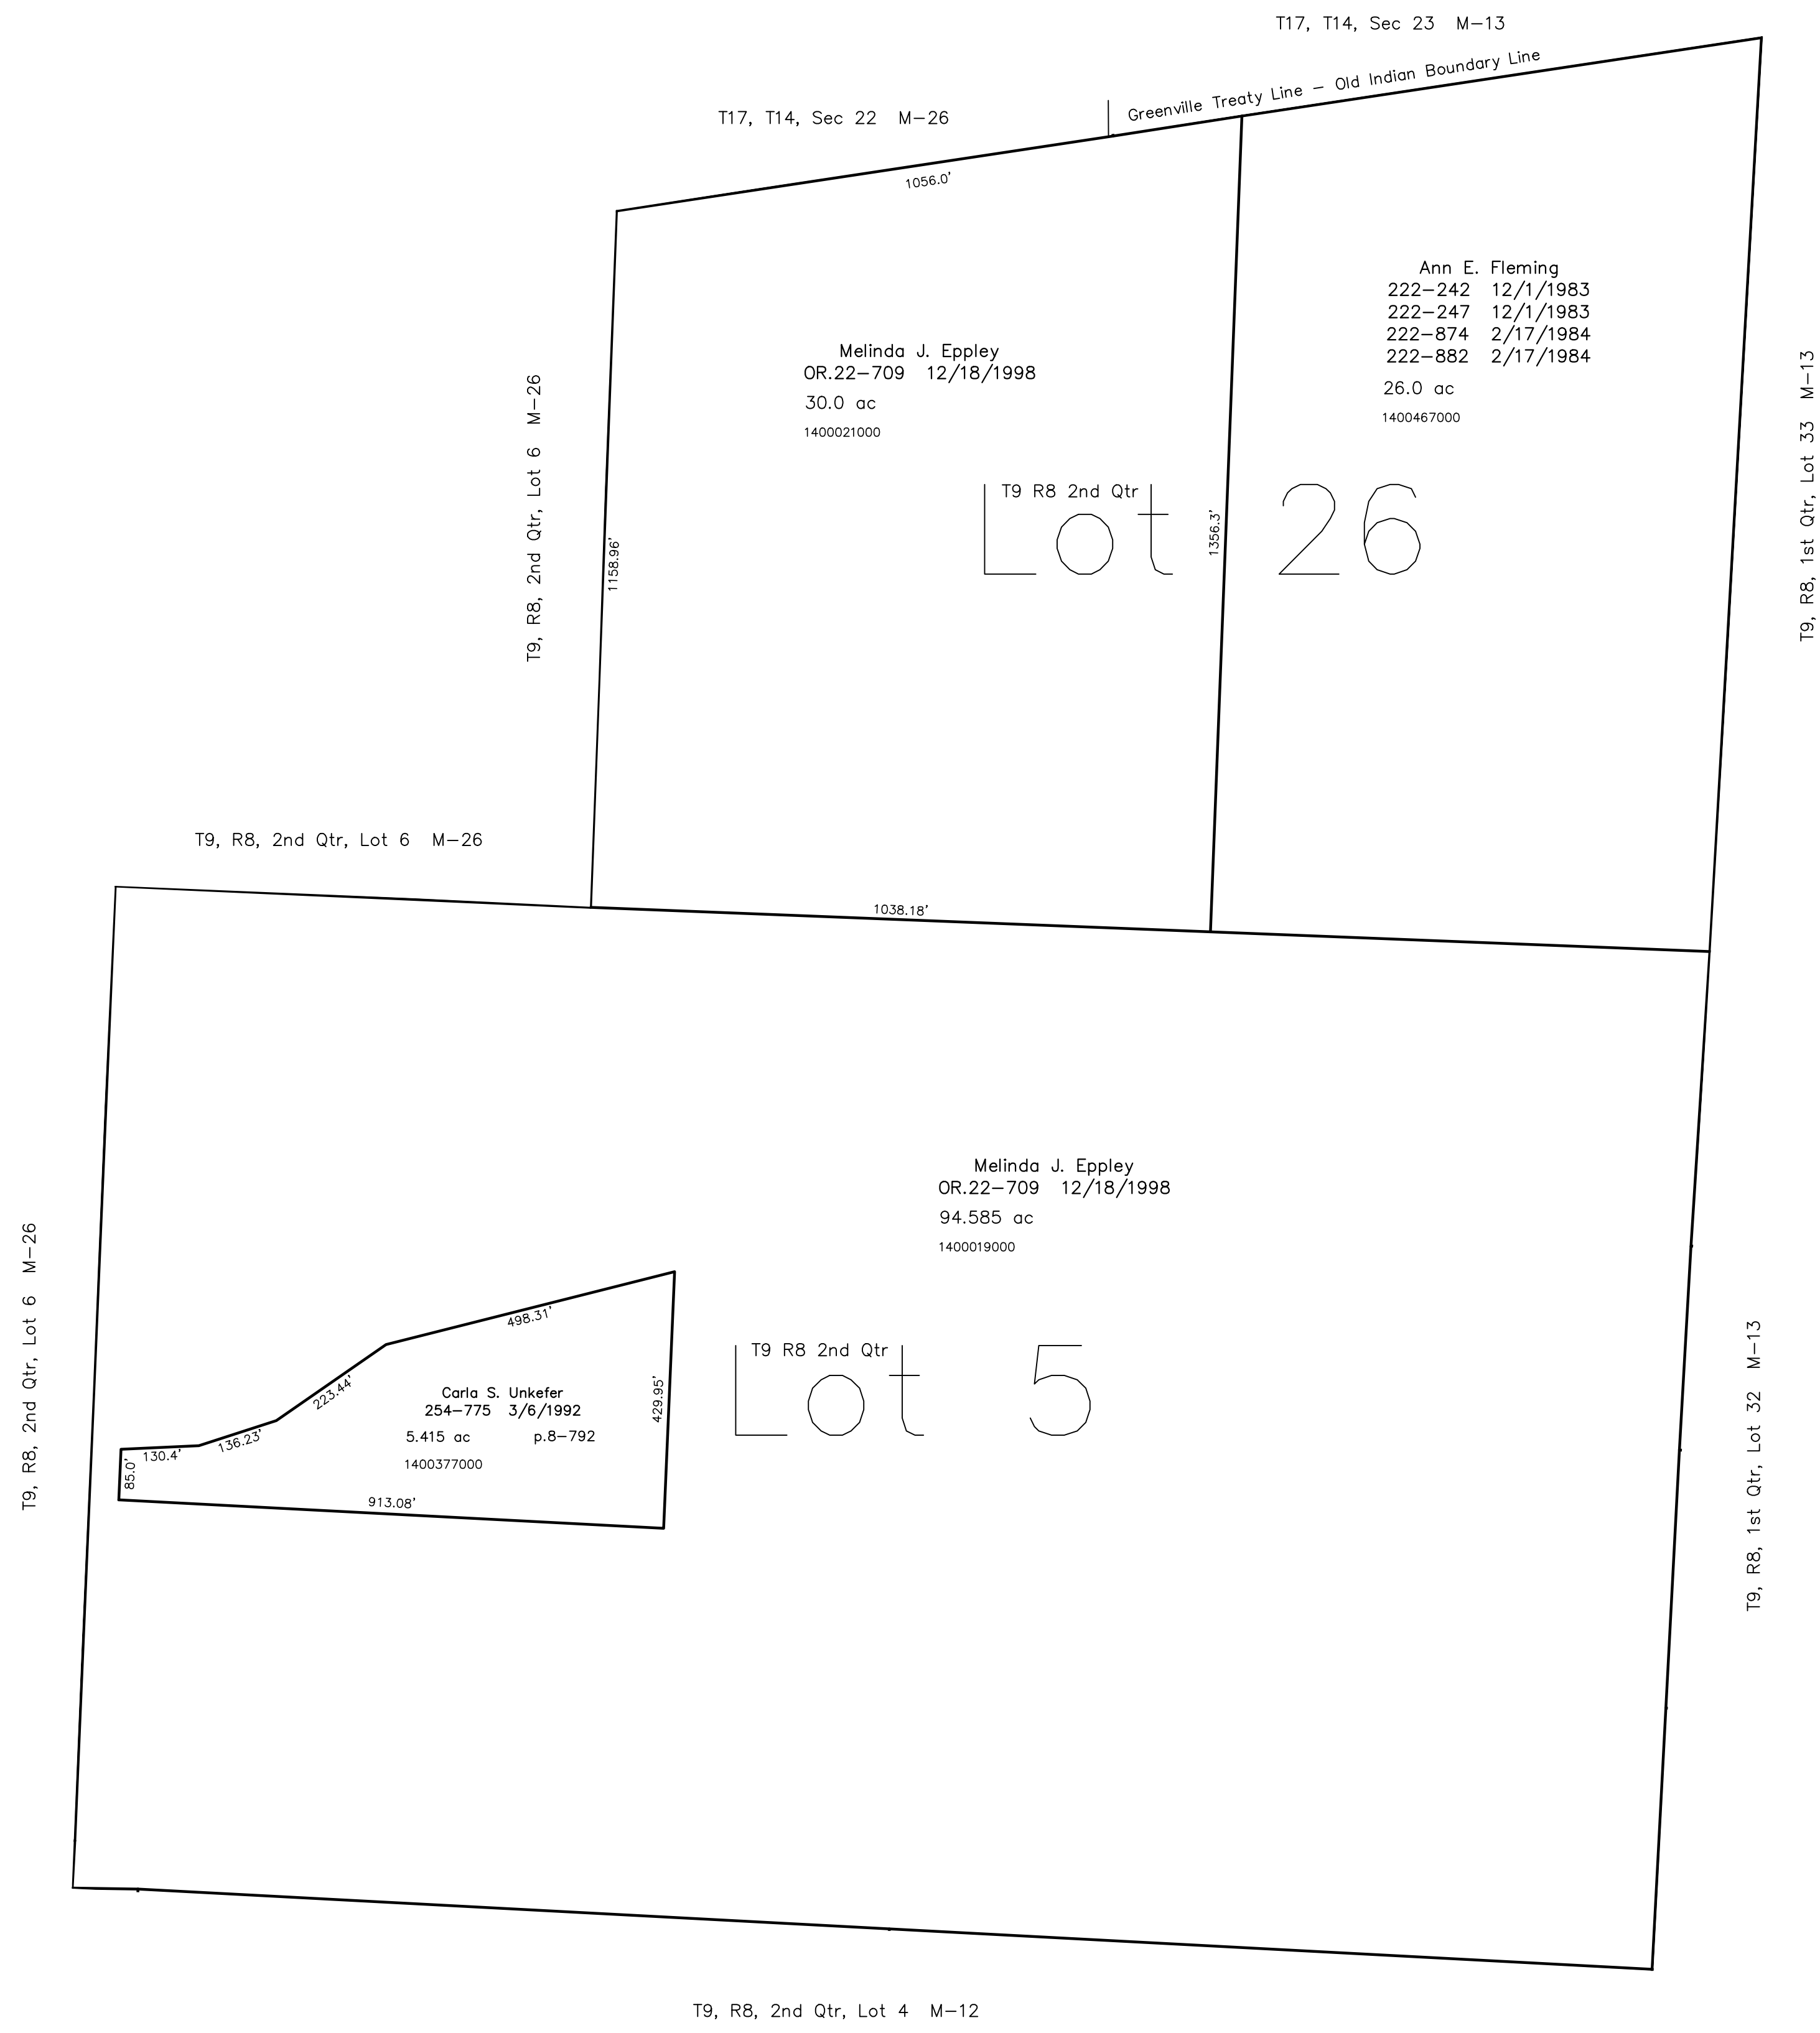 T17, T14, Sec 23  M-13
Greenville Treaty Line - Old Indian Boundary Line
T17, T14, Sec 22  M-26
1056.0'
Ann E. Fleming
222-242  12/1/1983
222-247  12/1/1983
222-874  2/17/1984
222-882  2/17/1984
26.0 ac
1400467000
Melinda J. Eppley
OR.22-709  12/18/1998
30.0 ac
1400021000
T9, R8, 2nd Qtr, Lot 6  M-26
T9, R8, 1st Qtr, Lot 33  M-13
T9 R8 2nd Qtr
Lot 26
1158.96'
1356.3'
T9, R8, 2nd Qtr, Lot 6  M-26
1038.18'
Melinda J. Eppley
OR.22-709  12/18/1998
94.585 ac
1400019000
T9, R8, 2nd Qtr, Lot 6  M-26
T9, R8, 1st Qtr, Lot 32  M-13
498.31'
T9 R8 2nd Qtr
Lot 5
223.44'
429.95'
Carla S. Unkefer
254-775  3/6/1992
5.415 ac  p.8-792
1400377000
136.23'
130.4'
85.0'
913.08'
T9, R8, 2nd Qtr, Lot 4  M-12